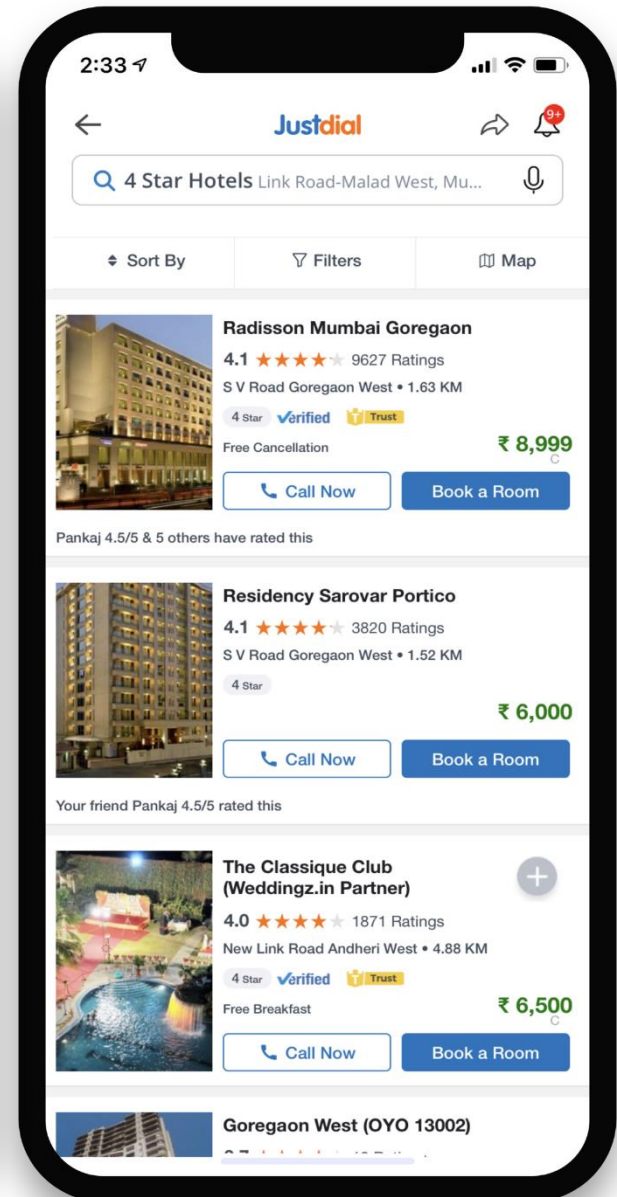 2:33
Justdial
9+
4 Star Hotels Link Road-Malad West, Mu...
Sort By
Filters
Map
Radisson Mumbai Goregaon
4.1 9627 Ratings
S V Road Goregaon West • 1.63 KM
4 Star Verified T Trust
Free Cancellation
₹ 8,999
C
Call Now
Book a Room
Pankaj 4.5/5 & 5 others have rated this
Residency Sarovar Portico
4.1 3820 Ratings
S V Road Goregaon West • 1.52 KM
4 Star
₹ 6,000
Call Now
Book a Room
Your friend Pankaj 4.5/5 rated this
The Classique Club
(Weddingz.in Partner)
4.0 1871 Ratings
New Link Road Andheri West • 4.88 KM
4 Star Verified T Trust
Free Breakfast
₹ 6,500
C
Call Now
Book a Room
Goregaon West (OYO 13002)